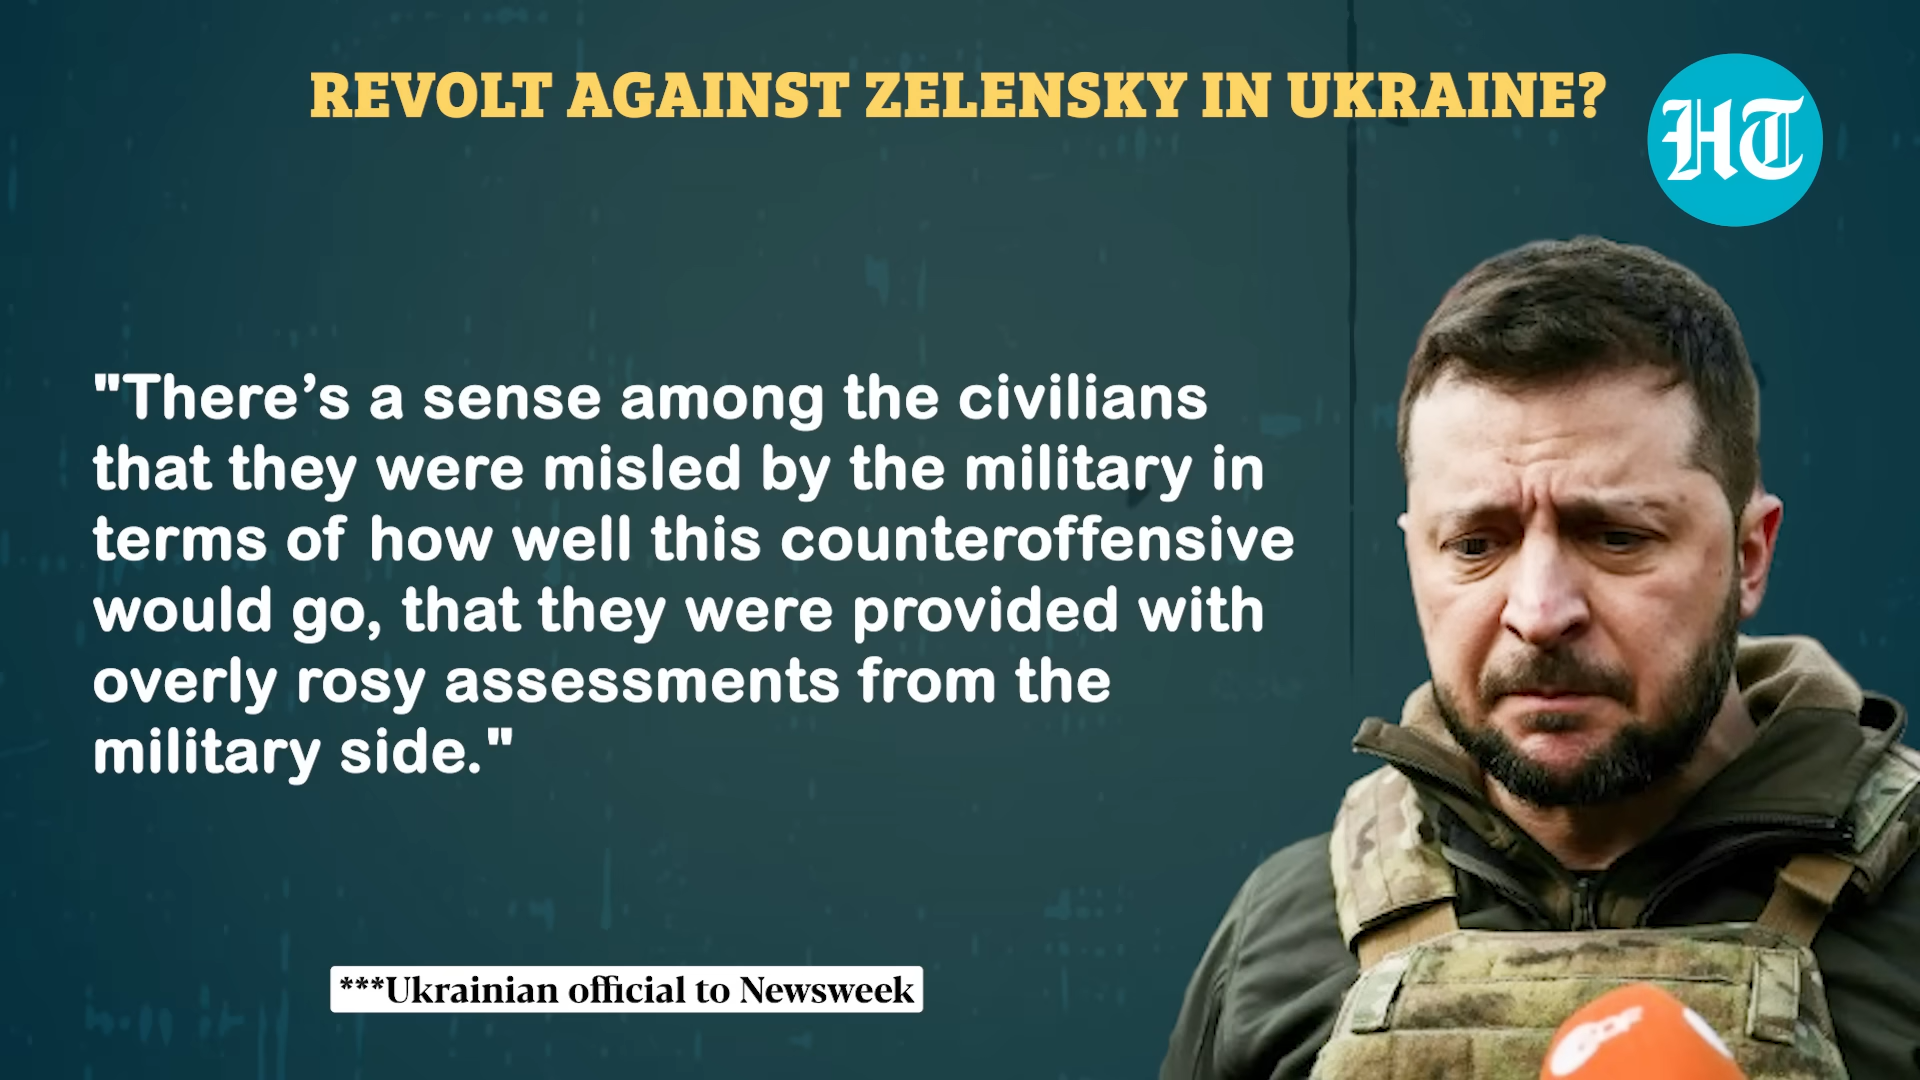 REVOLT AGAINST ZELENSKY IN UKRAINE?
HT
"There’s a sense among the civilians
that they were misled by the military in
terms of how well this counteroffensive
would go, that they were provided with
overly rosy assessments from the
military side."
***Ukrainian official to Newsweek